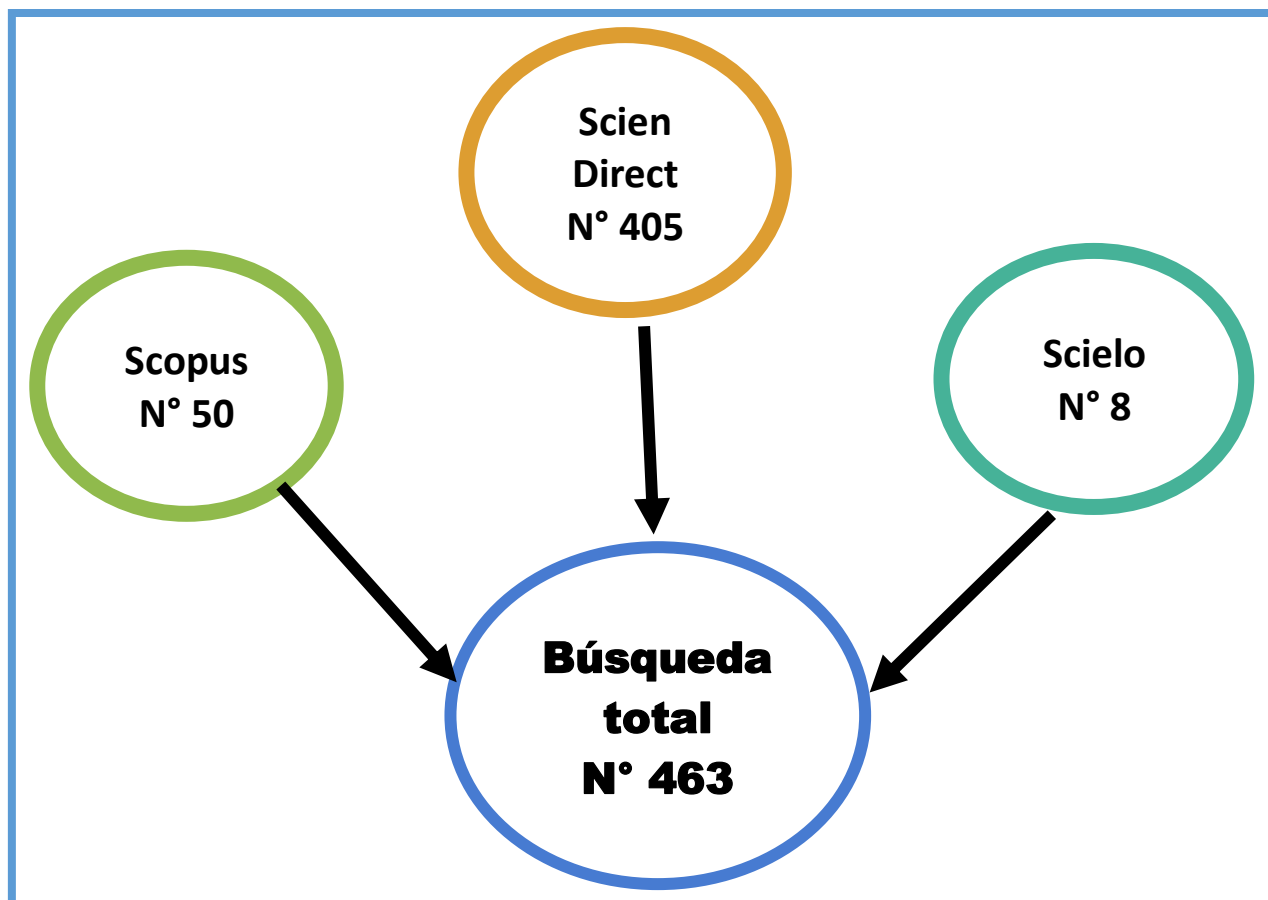 Scien
Direct
N° 405
Scopus
N° 50
Scielo
N° 8
Búsqueda
total
N° 463